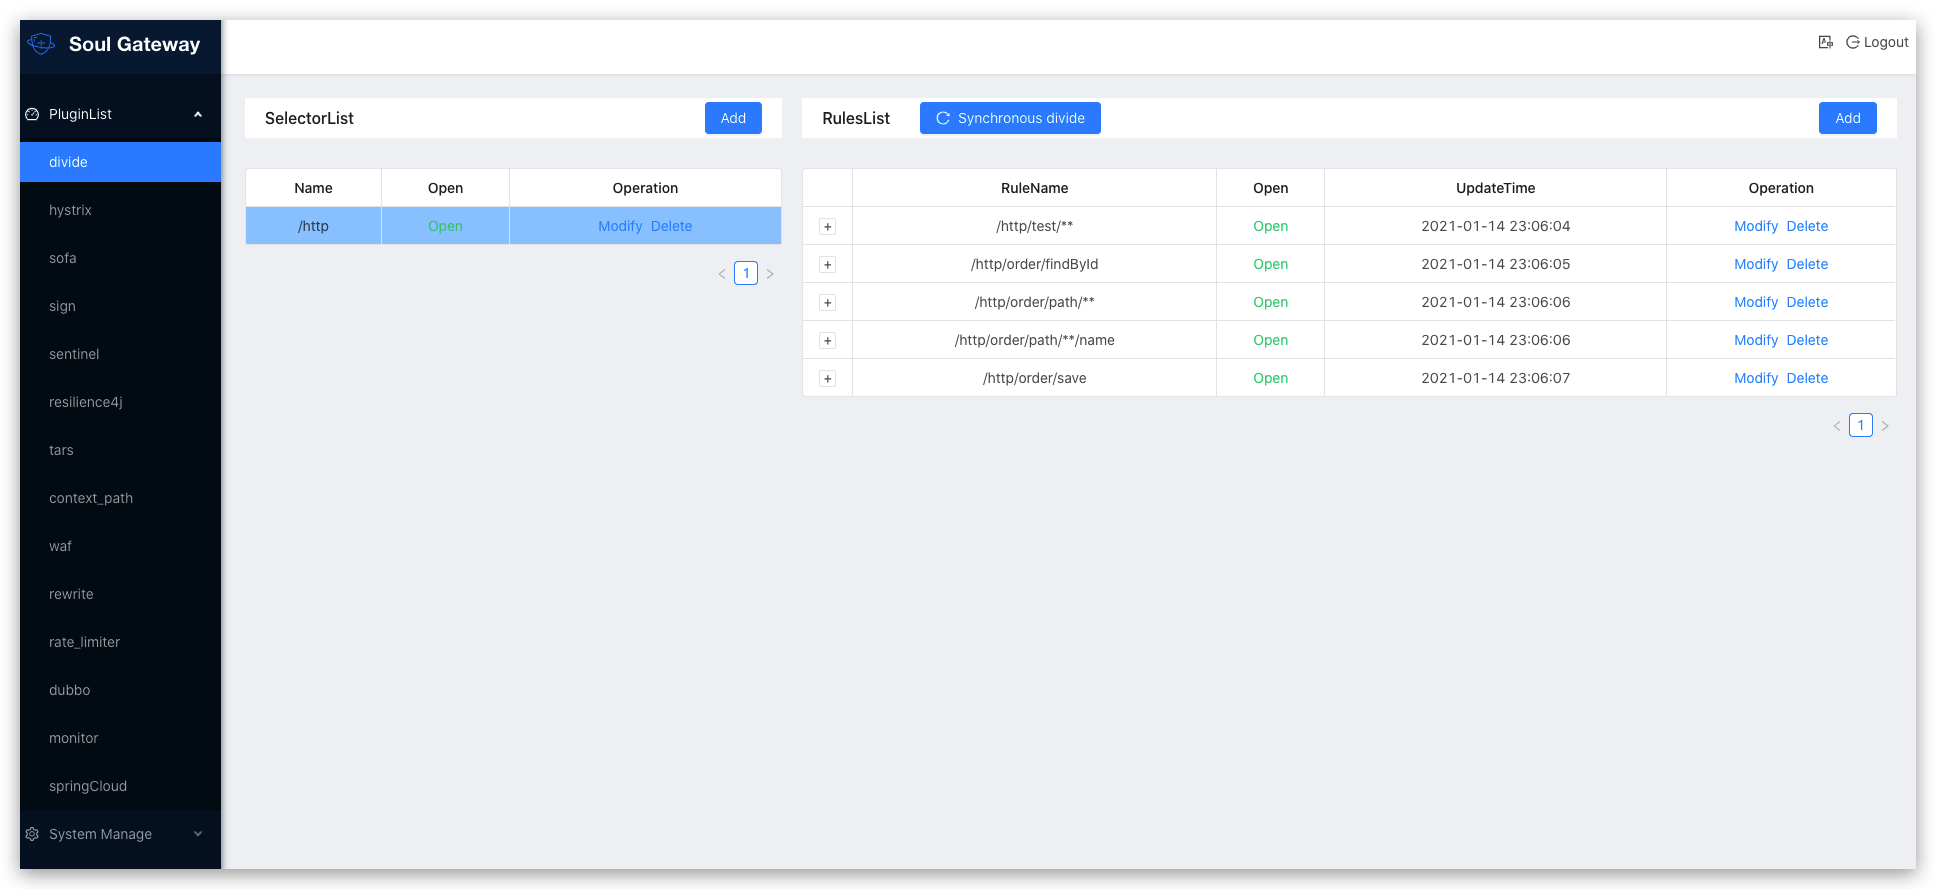 Soul Gateway
Logout
PluginList
divide
hystrix
sofa
sign
sentinel
resilience4j
tars
context_path
waf
rewrite
rate_limiter
dubbo
monitor
springCloud
System Manage
SelectorList Add
Name Open Operation
/http Open Modify Delete
< 1 >
RulesList Synchronous divide Add
RuleName Open UpdateTime Operation
+ /http/test/** Open 2021-01-14 23:06:04 Modify Delete
+ /http/order/findById Open 2021-01-14 23:06:05 Modify Delete
+ /http/order/path/** Open 2021-01-14 23:06:06 Modify Delete
+ /http/order/path/**/name Open 2021-01-14 23:06:06 Modify Delete
+ /http/order/save Open 2021-01-14 23:06:07 Modify Delete
< 1 >